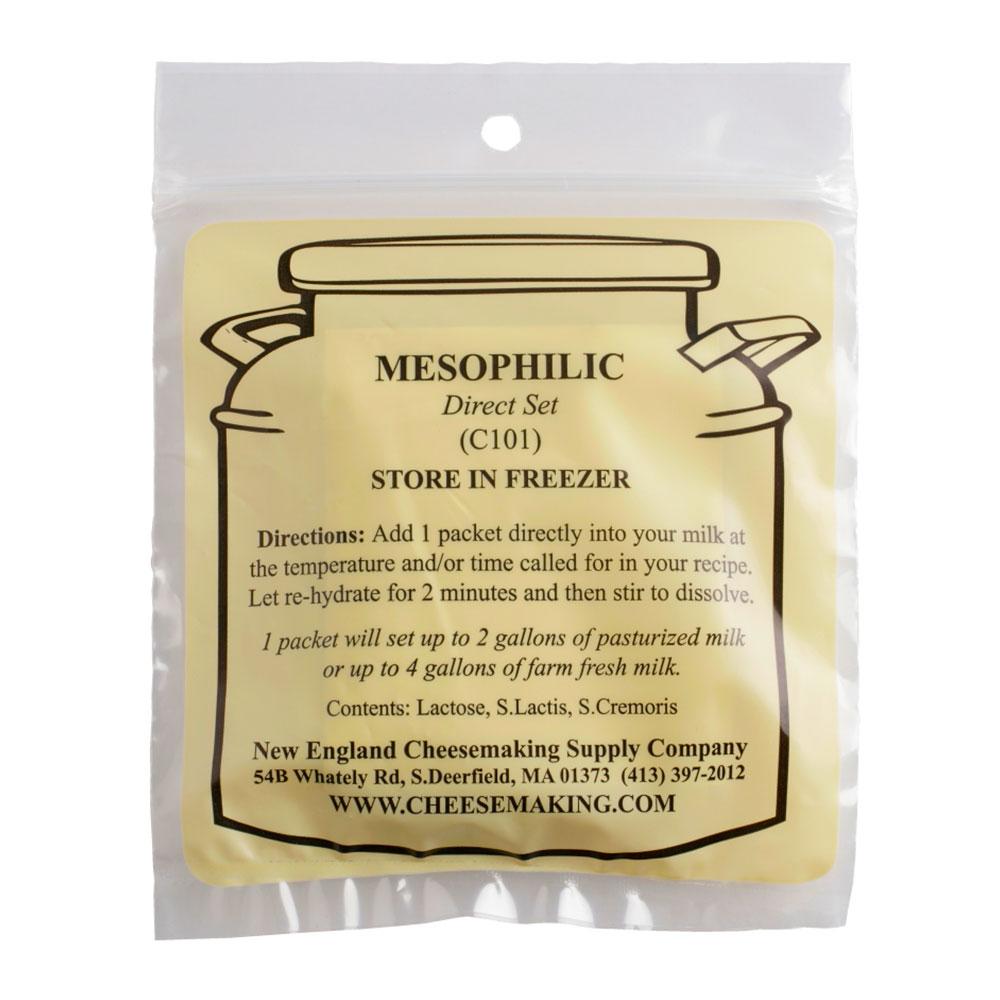 MESOPHILIC
Direct Set
(C101)
STORE IN FREEZER
Directions: Add 1 packet directly into your milk at
the temperature and/or time called for in your recipe.
Let re-hydrate for 2 minutes and then stir to dissolve.
1 packet will set up to 2 gallons of pasturized milk
or up to 4 gallons of farm fresh milk.
Contents: Lactose, S.Lactis, S.Cremoris
New England Cheesemaking Supply Company
54B Whately Rd, S.Deerfield, MA 01373 (413) 397-2012
WWW.CHEESEMAKING.COM